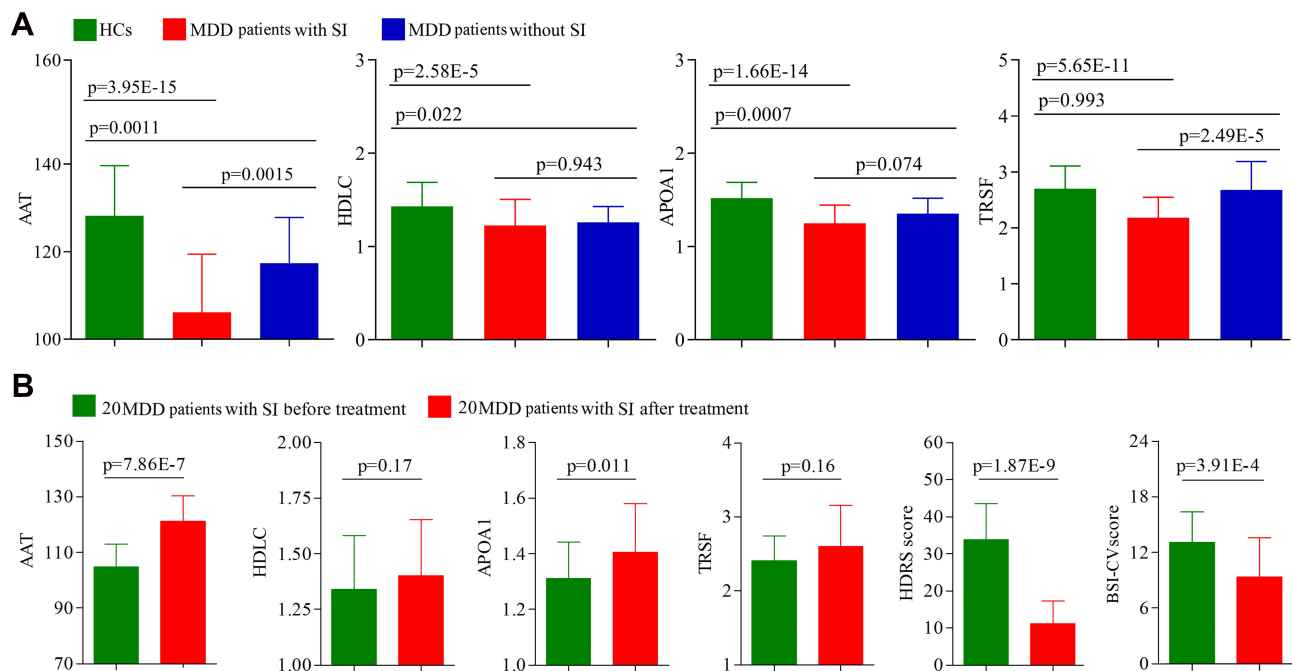 A
HCs MDD patients with SI MDD patients without SI
AAT
160
140
120
100
p=3.95E-15
p=0.0011
p=0.0015
HDLC
3
2
1
0
p=2.58E-5
p=0.022
p=0.943
APOA1
3
2
1
0
p=1.66E-14
p=0.0007
p=0.074
TRSF
5
4
3
2
1
0
p=5.65E-11
p=0.993
p=2.49E-5
B
20MDD patients with SI before treatment 20MDD patients with SI after treatment
AAT
150
130
110
90
70
p=7.86E-7
HDLC
2.00
1.75
1.50
1.25
1.00
p=0.17
APOA1
1.8
1.6
1.4
1.2
1.0
p=0.011
TRSF
4
3
2
1
p=0.16
HDRS score
60
50
40
30
20
10
0
p=1.87E-9
BSI-CV score
24
18
12
6
0
p=3.91E-4